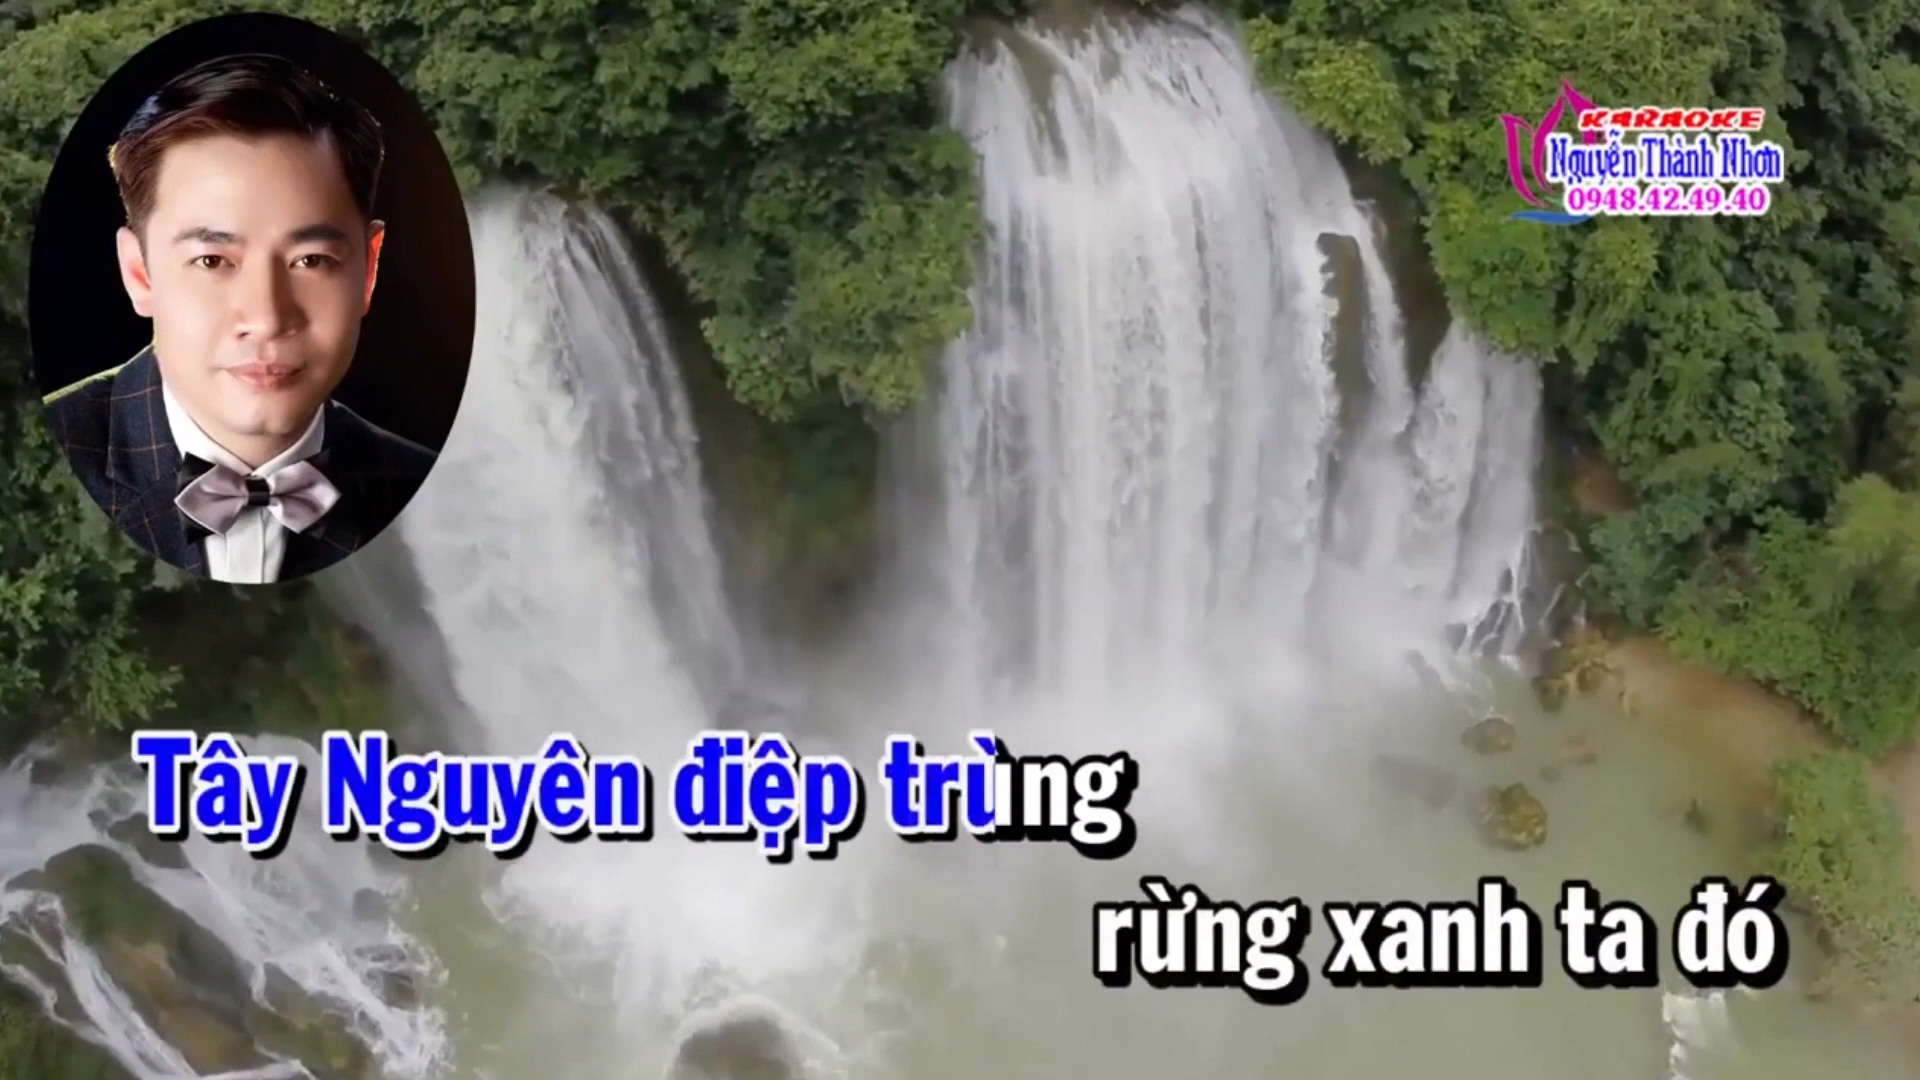 KARAOKE
Nguyễn Thành Nhơn
0948.42.49.40
Tây Nguyên điệp trùng
rừng xanh ta đó